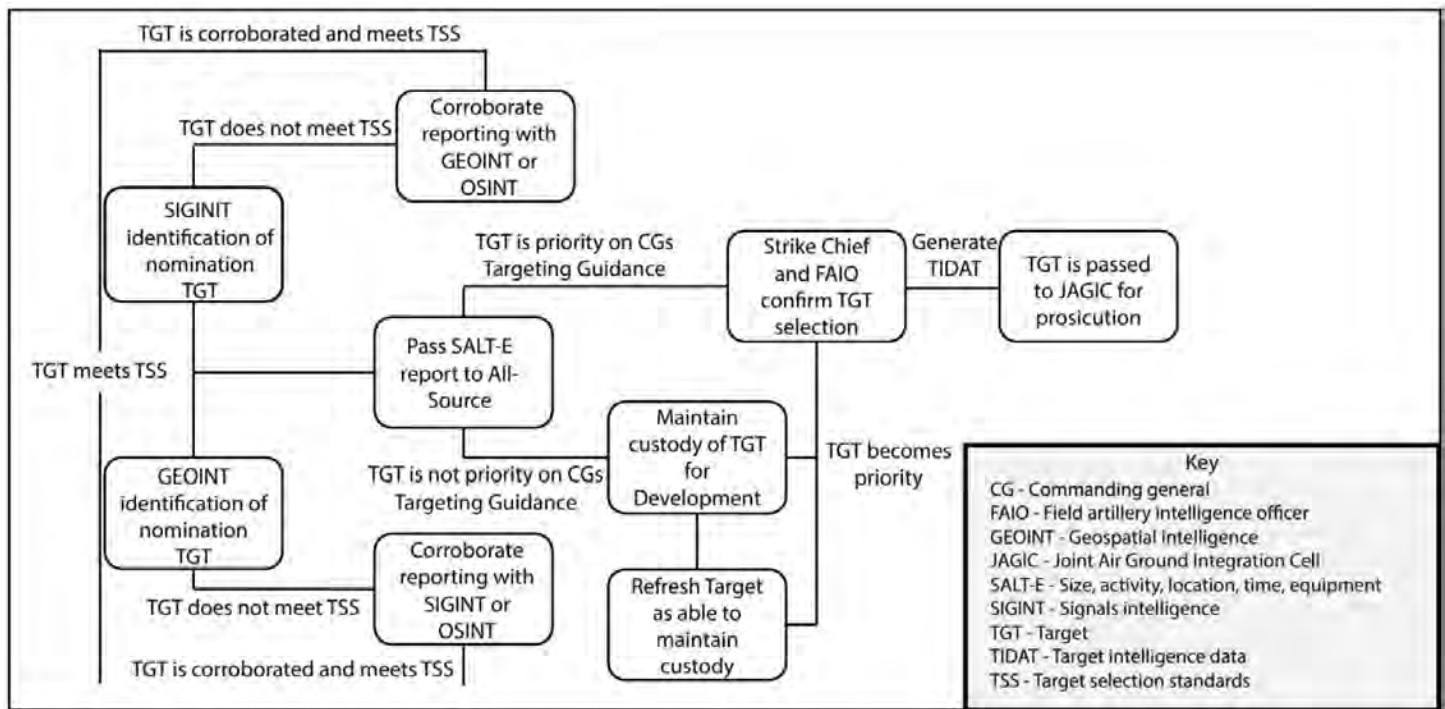 TGT is corroborated and meets TSS
Corroborate
reporting with
GEOINT or
OSINT
TGT does not meet TSS
SIGINIT
identification of
nomination
TGT
TGT is priority on CGs
Targeting Guidance
Strike Chief
and FAIQ
confirm TGT
selection
Generate
TIDAT
TGT is passed
to JAGIC for
prosicution
TGT meets TSS
Pass SALT-E
report to All-
Source
Maintain
custody of TGT
for
Development
TGT becomes
priority
GEOINT
identification of
nomination
TGT
TGT is not priority on CGs
Targeting Guidance
Corroborate
reporting with
SIGINT or
OSINT
TGT does not meet TSS
Refresh Target
as able to
maintain
custody
TGT is corroborated and meets TSS
Key
CG - Commanding general
FAIO - Field artillery intelligence officer
GEOINT - Geospatial Intelligence
JAGIC - Joint Air Ground Integration Cell
SALT-E - Size, activity, location, time, equipment
SIGINT - Signals intelligence
TGT - Target
TIDAT - Target intelligence data
TSS - Target selection standards